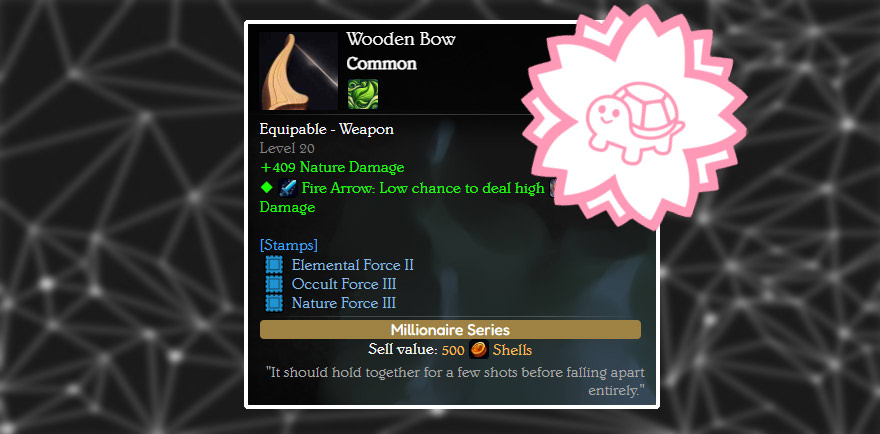 Wooden Bow
Common
Equipable - Weapon
Level 20
+409 Nature Damage
Fire Arrow: Low chance to deal high
Damage
[Stamps]
Elemental Force II
Occult Force III
Nature Force III
Millionaire Series
Sell value: 500 Shells
"It should hold together for a few shots before falling apart
entirely."